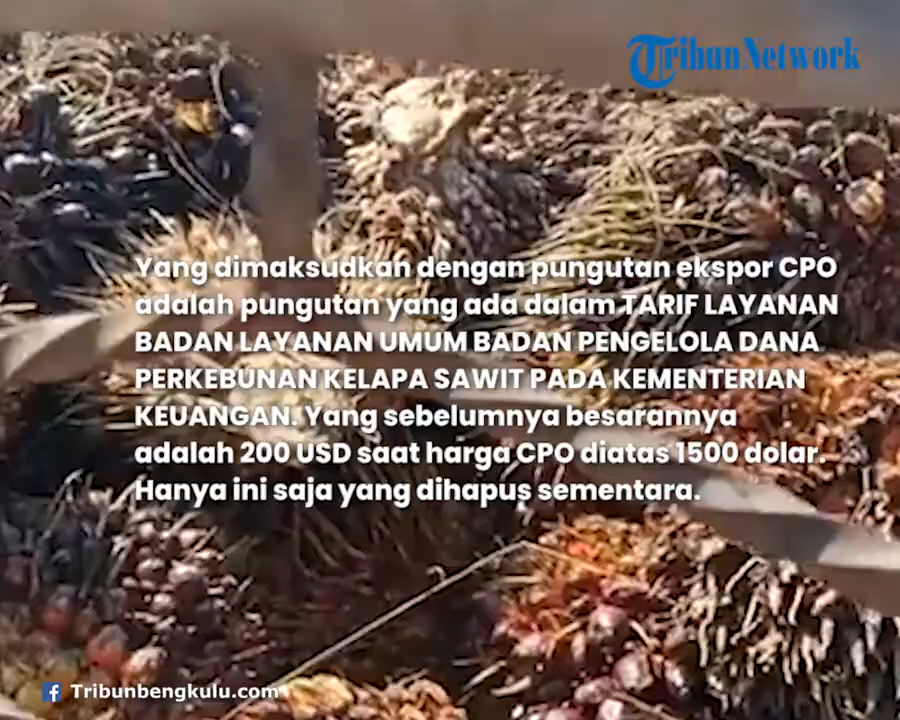 Tribun Network
Yang dimaksudkan dengan pungutan ekspor CPO
adalah pungutan yang ada dalam TARIF LAYANAN
BADAN LAYANAN UMUM BADAN PENGELOLA DANA
PERKEBUNAN KELAPA SAWIT PADA KEMENTERIAN
KEUANGAN. Yang sebelumnya besarannya
adalah 200 USD saat harga CPO diatas 1500 dolar.
Hanya ini saja yang dihapus sementara.
Tribunbengkulu.com